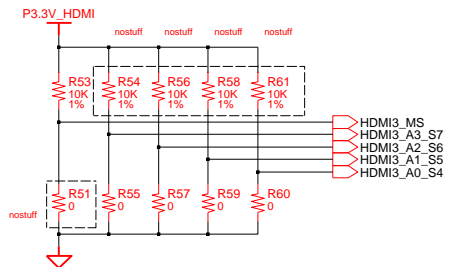 P3.3V_HDMI
nostuff nostuff nostuff nostuff
R53 R54 R56 R58 R61
10K 10K 10K 10K 10K
1% 1% 1% 1% 1%
HDMI3_MS
HDMI3_A3_S7
HDMI3_A2_S6
HDMI3_A1_S5
HDMI3_A0_S4
R51 R55 R57 R59 R60
0 0 0 0 0
nostuff